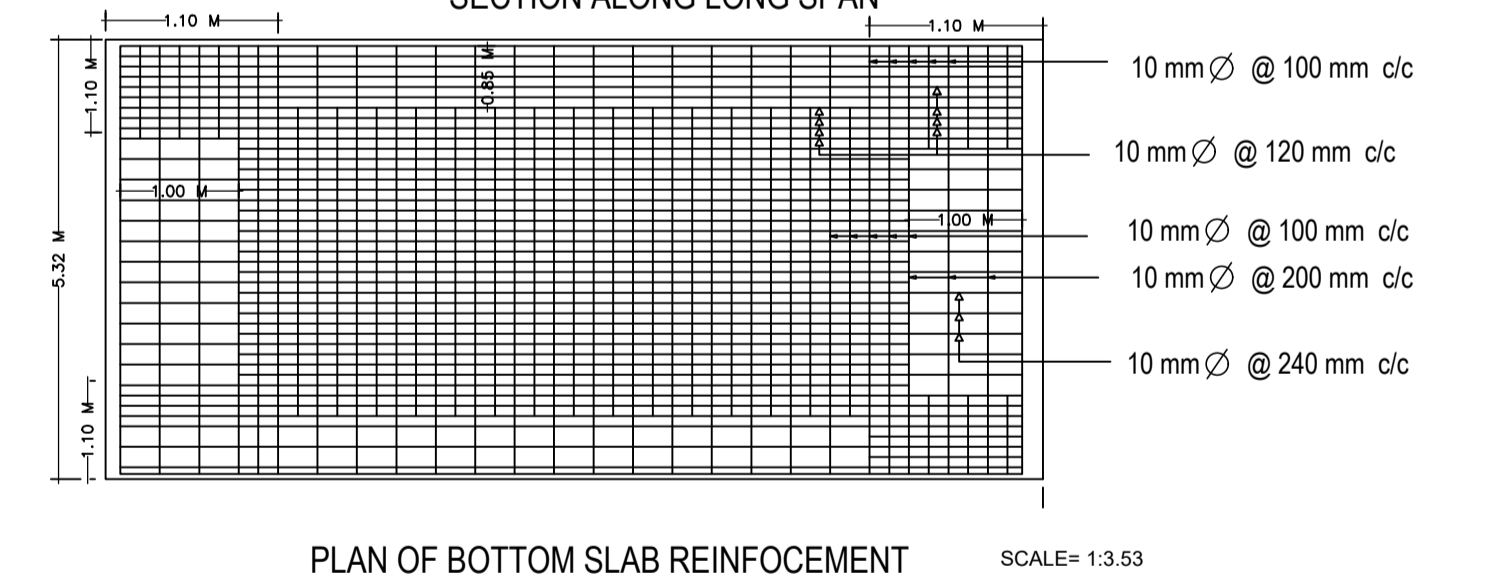 SECTION ALONG LONG SPAN
1.10 M
1.10 M
1.10 M
0.85 M
10 mm Ø @ 100 mm c/c
10 mm Ø @ 120 mm c/c
1.00 M
1.00 M
10 mm Ø @ 100 mm c/c
5.32 M
10 mm Ø @ 200 mm c/c
10 mm Ø @ 240 mm c/c
1.10 M
PLAN OF BOTTOM SLAB REINFOCEMENT
SCALE= 1:3.53